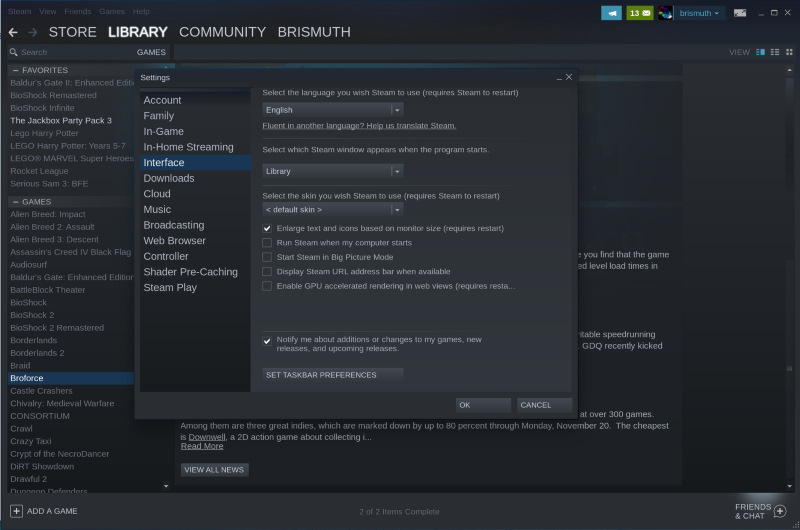 Steam View Friends Games Help
13
brismuth
STORE LIBRARY COMMUNITY BRISMUTH
Search
GAMES
VIEW
— FAVORITES
Baldur's Gate II: Enhanced Editi
BioShock Remastered
BioShock Infinite
The Jackbox Party Pack 3
Lego Harry Potter
LEGO Harry Potter: Years 5-7
LEGO® MARVEL Super Heroes
Rocket League
Serious Sam 3: BFE
— GAMES
Alien Breed: Impact
Alien Breed 2: Assault
Alien Breed 3: Descent
Assassin's Creed IV Black Flag
Audiosurf
Baldur's Gate: Enhanced Edition
BattleBlock Theater
BioShock
BioShock 2
BioShock 2 Remastered
Borderlands
Borderlands 2
Braid
Broforce
Castle Crashers
Chivalry: Medieval Warfare
CONSORTIUM
Crawl
Crazy Taxi
Crypt of the NecroDancer
DiRT Showdown
Drawful 2
Dungeon Defenders
Settings
Account
Family
In-Game
In-Home Streaming
Interface
Downloads
Cloud
Music
Broadcasting
Web Browser
Controller
Shader Pre-Caching
Steam Play
Select the language you wish Steam to use (requires Steam to restart)
English
Fluent in another language? Help us translate Steam.
Select which Steam window appears when the program starts.
Library
Select the skin you wish Steam to use (requires Steam to restart)
< default skin >
Enlarge text and icons based on monitor size (requires restart)
Run Steam when my computer starts
Start Steam in Big Picture Mode
Display Steam URL address bar when available
Enable GPU accelerated rendering in web views (requires resta...
Notify me about additions or changes to my games, new
releases, and upcoming releases.
SET TASKBAR PREFERENCES
OK
CANCEL
e you find that the game
ed level load times in
ritable speedrunning
. GDQ recently kicked
at over 300 games.
Among them are three great indies, which are marked down by up to 80 percent through Monday, November 20. The cheapest
is Downwell, a 2D action game about collecting i...
Read More
VIEW ALL NEWS
ADD A GAME
2 of 2 Items Complete
FRIENDS
& CHAT